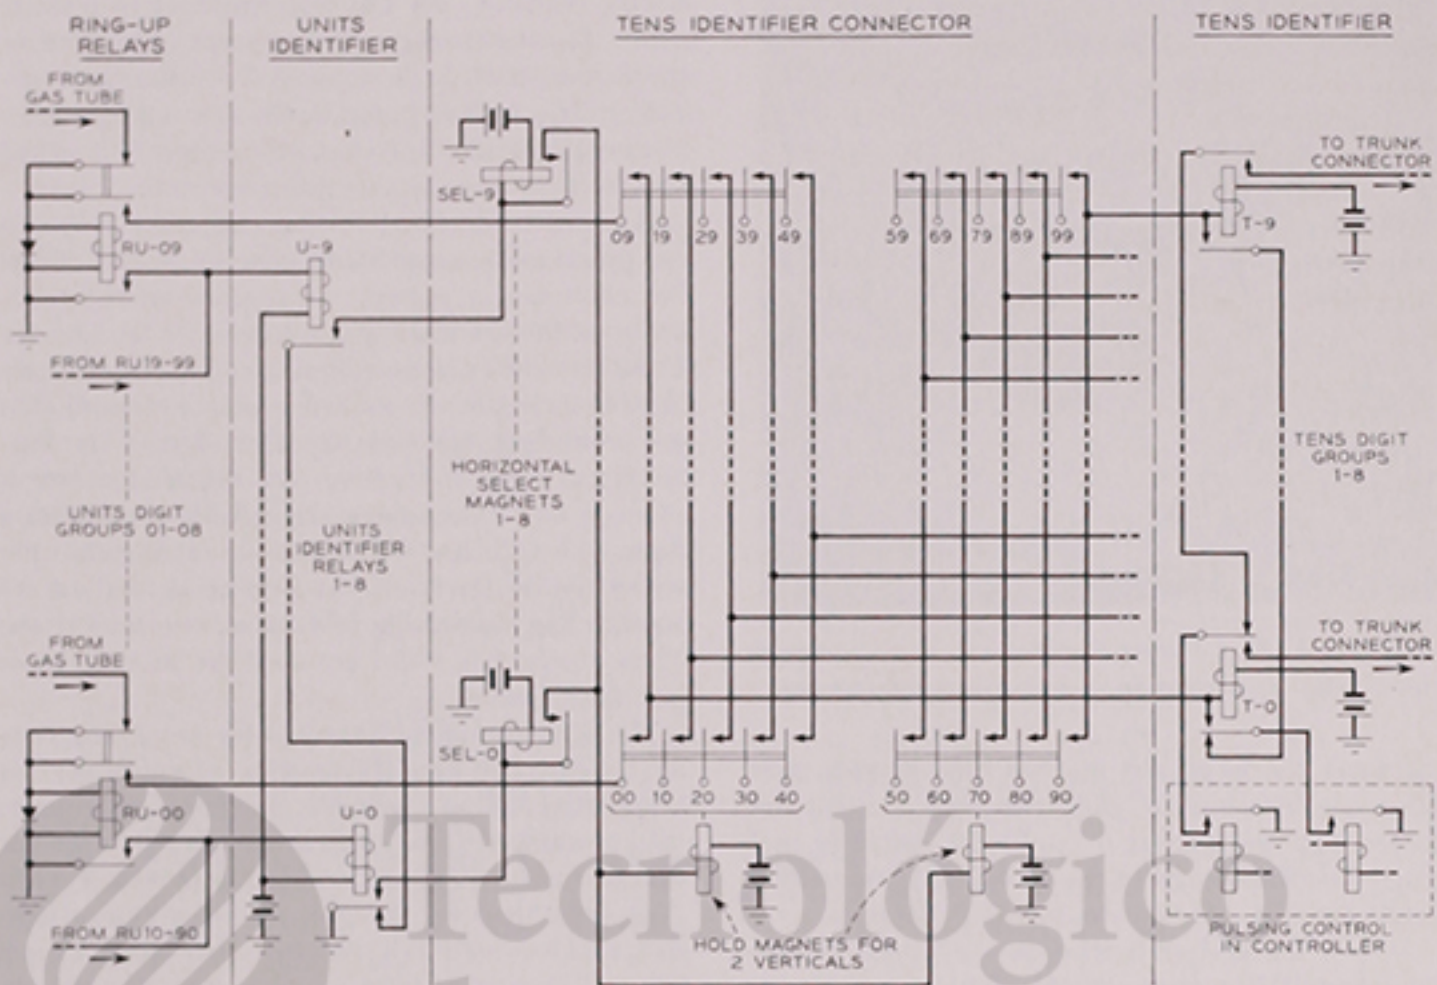 RING-UP
RELAYS
UNITS
IDENTIFIER
TENS IDENTIFIER CONNECTOR
TENS IDENTIFIER
FROM
GAS TUBE
SEL-9
TO TRUNK
CONNECTOR
RU-09
U-9
09 19 29 39 49
59 69 79 89 99
T-9
FROM RU19-99
HORIZONTAL
SELECT
MAGNETS
1-8
TENS DIGIT
GROUPS
1-8
UNITS DIGIT
GROUPS 01-08
UNITS
IDENTIFIER
RELAYS
1-8
FROM
GAS TUBE
TO TRUNK
CONNECTOR
SEL-0
T-0
RU-00
U-0
00 10 20 30 40
50 60 70 80 90
FROM RU10-90
HOLD MAGNETS FOR
2 VERTICALS
PULSING CONTROL
IN CONTROLLER
Tecnológico